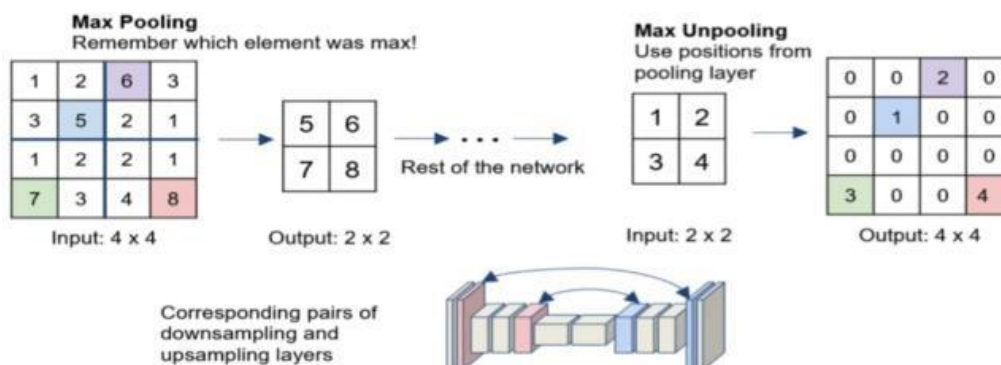 Max Pooling
Remember which element was max!
1 2 6 3
3 5 2 1
1 2 2 1
7 3 4 8
Input: 4 x 4
5 6
7 8
Output: 2 x 2
...
Rest of the network
Max Unpooling
Use positions from
pooling layer
1 2
3 4
Input: 2 x 2
0 0 2 0
0 1 0 0
0 0 0 0
3 0 0 4
Output: 4 x 4
Corresponding pairs of
downsampling and
upsampling layers